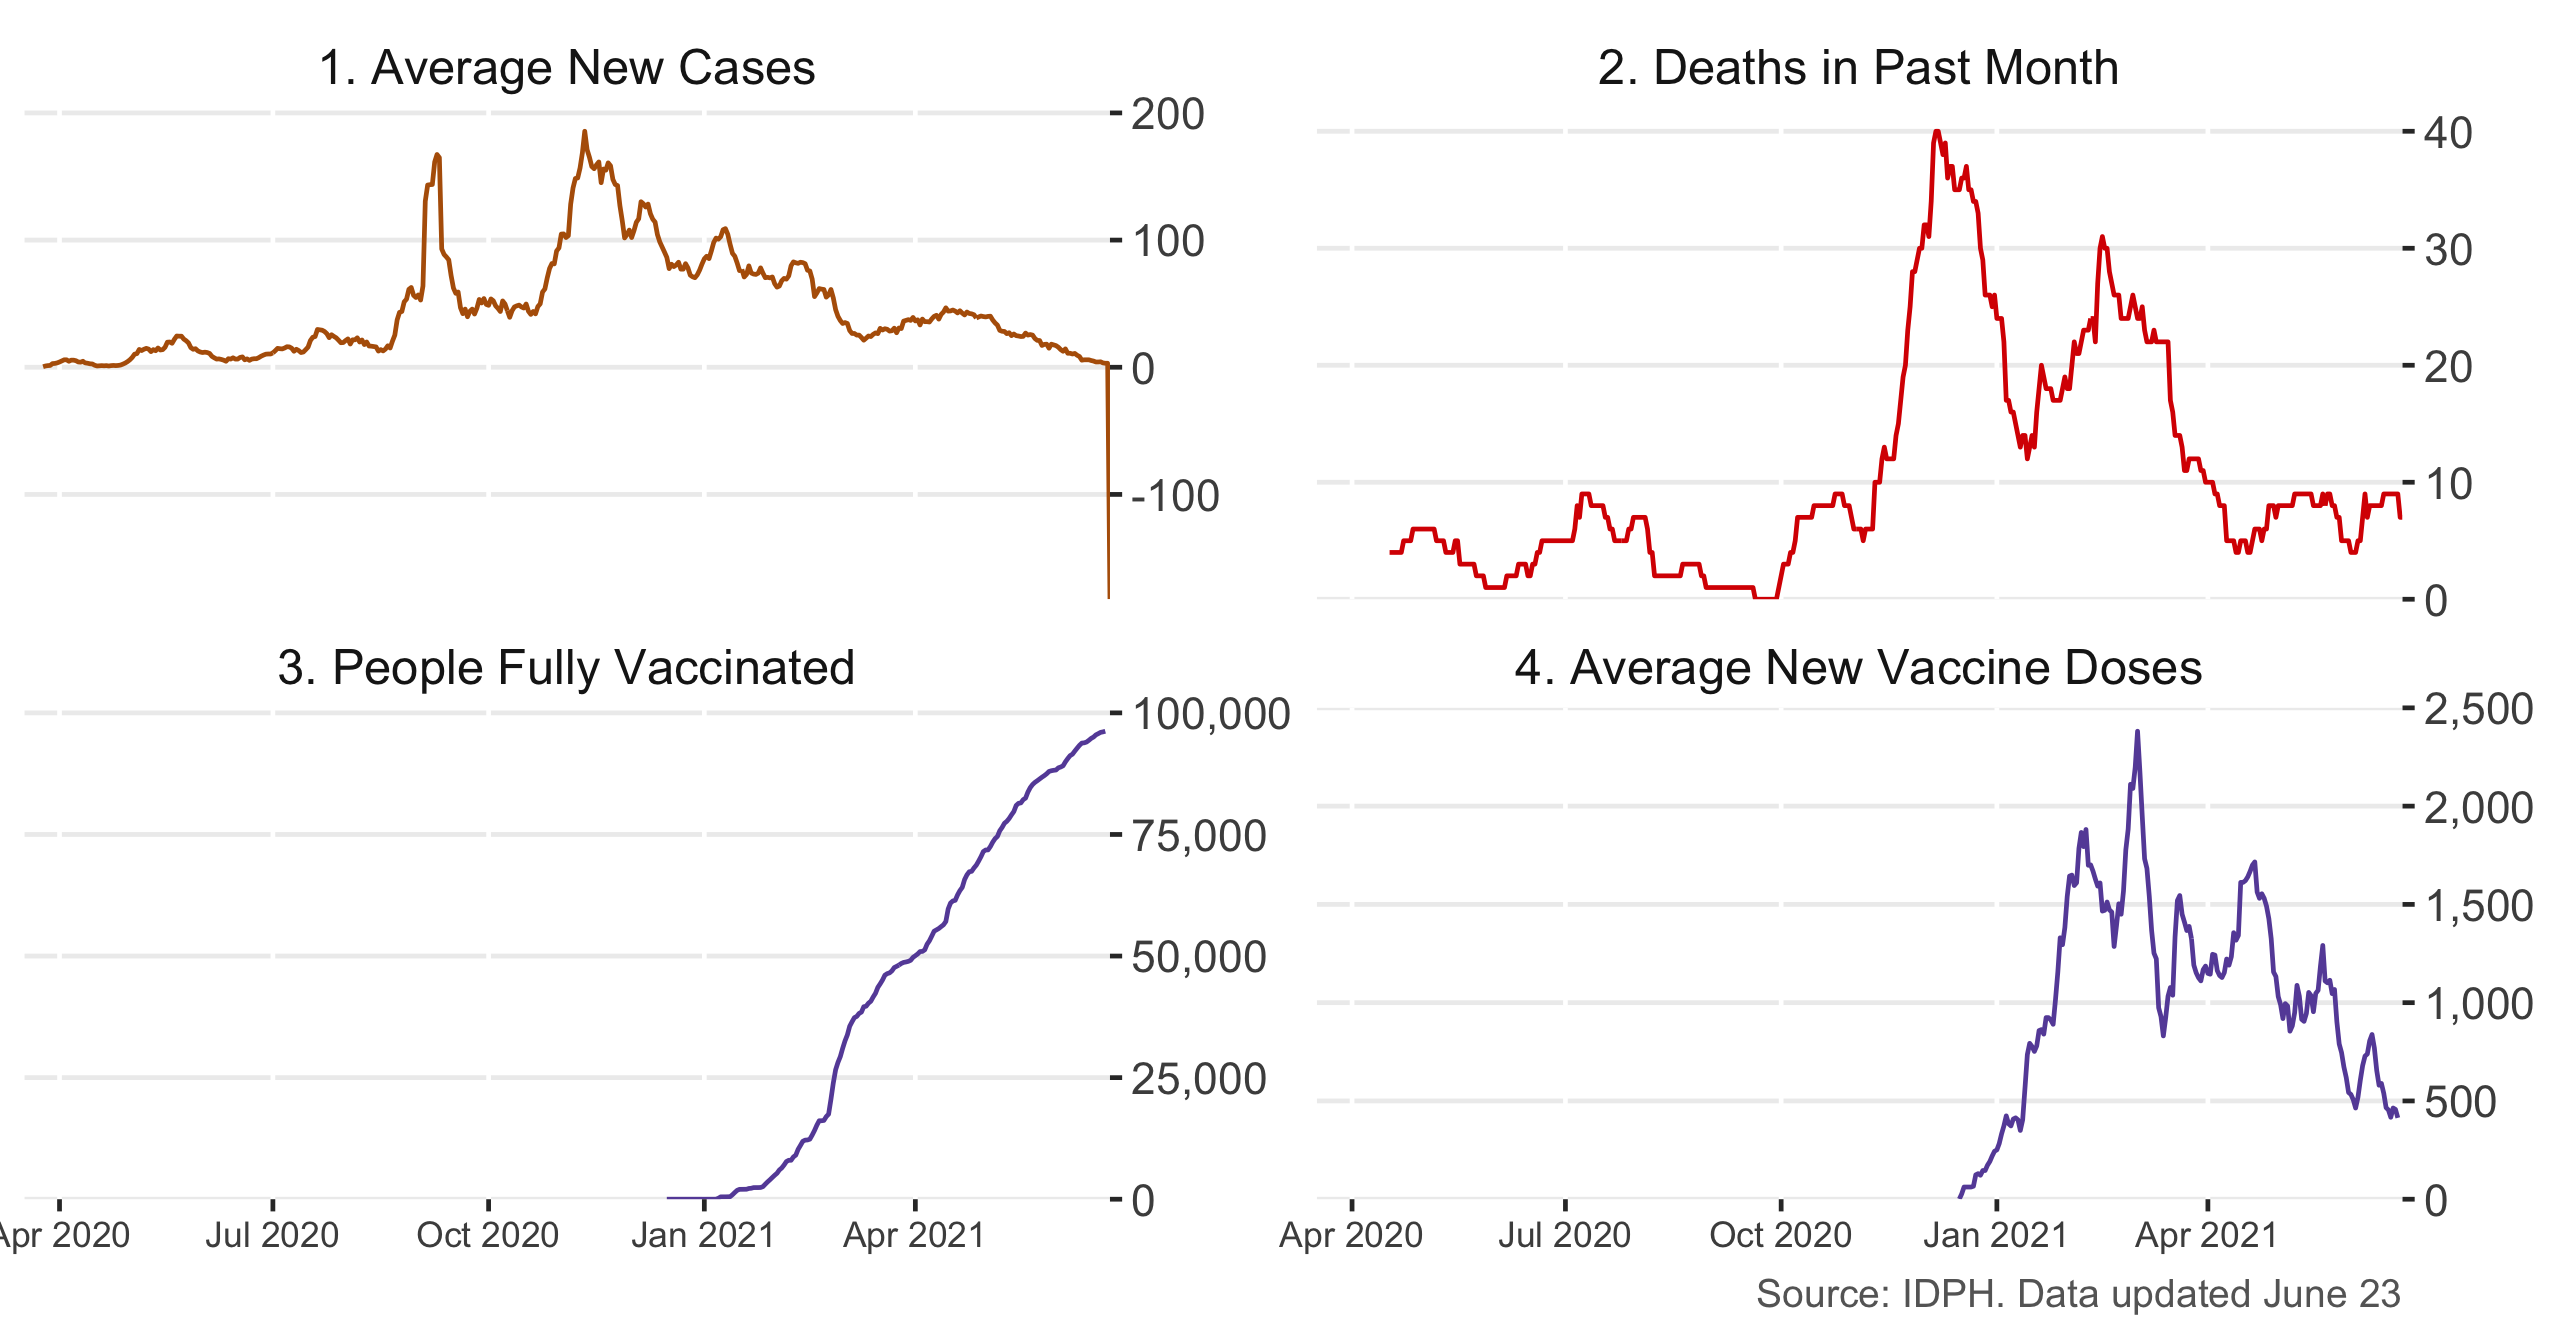 1. Average New Cases
200
100
0
-100
2. Deaths in Past Month
40
30
20
10
0
3. People Fully Vaccinated
100,000
75,000
50,000
25,000
0
Apr 2020 Jul 2020 Oct 2020 Jan 2021 Apr 2021
4. Average New Vaccine Doses
2,500
2,000
1,500
1,000
500
0
Apr 2020 Jul 2020 Oct 2020 Jan 2021 Apr 2021
Source: IDPH. Data updated June 23